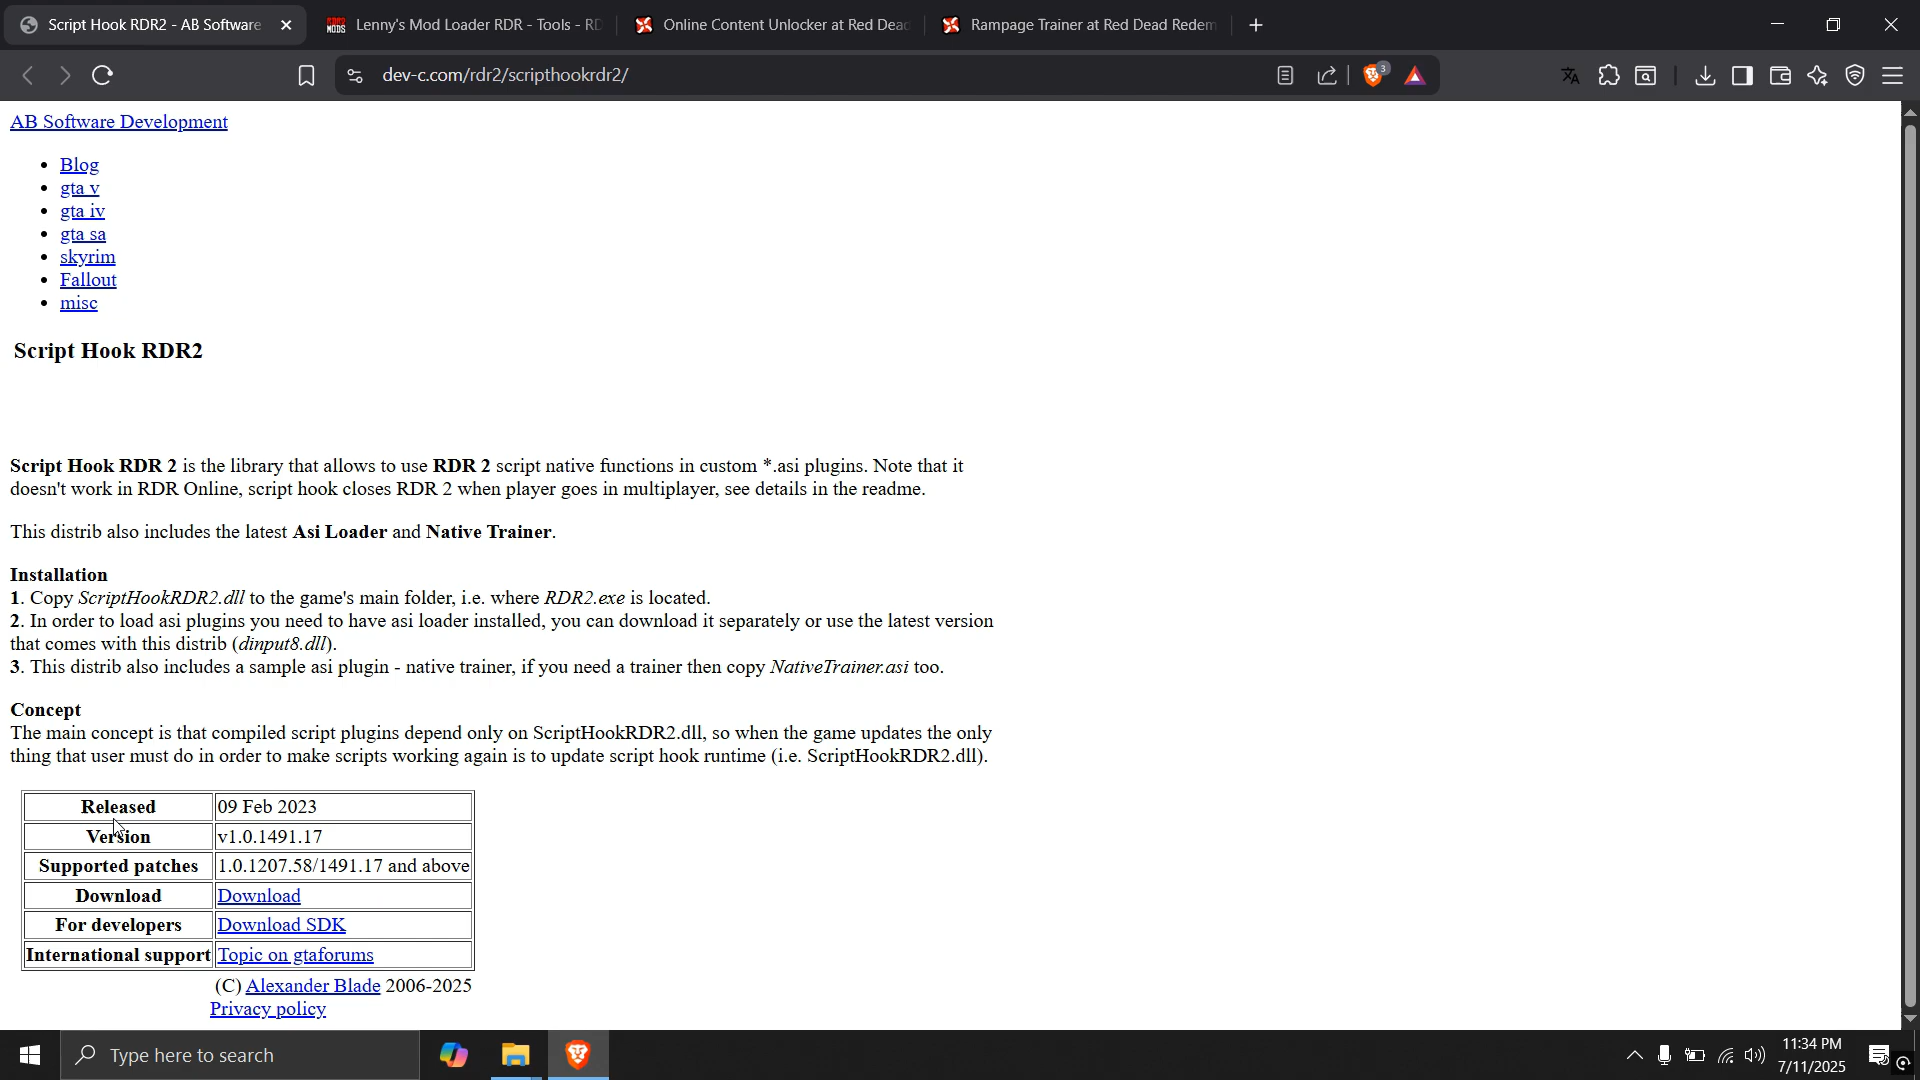 Script Hook RDR2 - AB Software
Lenny's Mod Loader RDR - Tools - RD
Online Content Unlocker at Red Dead
Rampage Trainer at Red Dead Redem
dev-c.com/rdr2/scripthookrdr2/
3
AB Software Development
Blog
gta v
gta iv
gta sa
skyrim
Fallout
misc
Script Hook RDR2
Script Hook RDR 2 is the library that allows to use RDR 2 script native functions in custom *.asi plugins. Note that it
doesn't work in RDR Online, script hook closes RDR 2 when player goes in multiplayer, see details in the readme.
This distrib also includes the latest Asi Loader and Native Trainer.
Installation
1. Copy ScriptHookRDR2.dll to the game's main folder, i.e. where RDR2.exe is located.
2. In order to load asi plugins you need to have asi loader installed, you can download it separately or use the latest version
that comes with this distrib (dinput8.dll).
3. This distrib also includes a sample asi plugin - native trainer, if you need a trainer then copy NativeTrainer.asi too.
Concept
The main concept is that compiled script plugins depend only on ScriptHookRDR2.dll, so when the game updates the only
thing that user must do in order to make scripts working again is to update script hook runtime (i.e. ScriptHookRDR2.dll).
Released 09 Feb 2023
Version v1.0.1491.17
Supported patches 1.0.1207.58/1491.17 and above
Download Download
For developers Download SDK
International support Topic on gtaforums
(C) Alexander Blade 2006-2025
Privacy policy
Type here to search
11:34 PM
7/11/2025